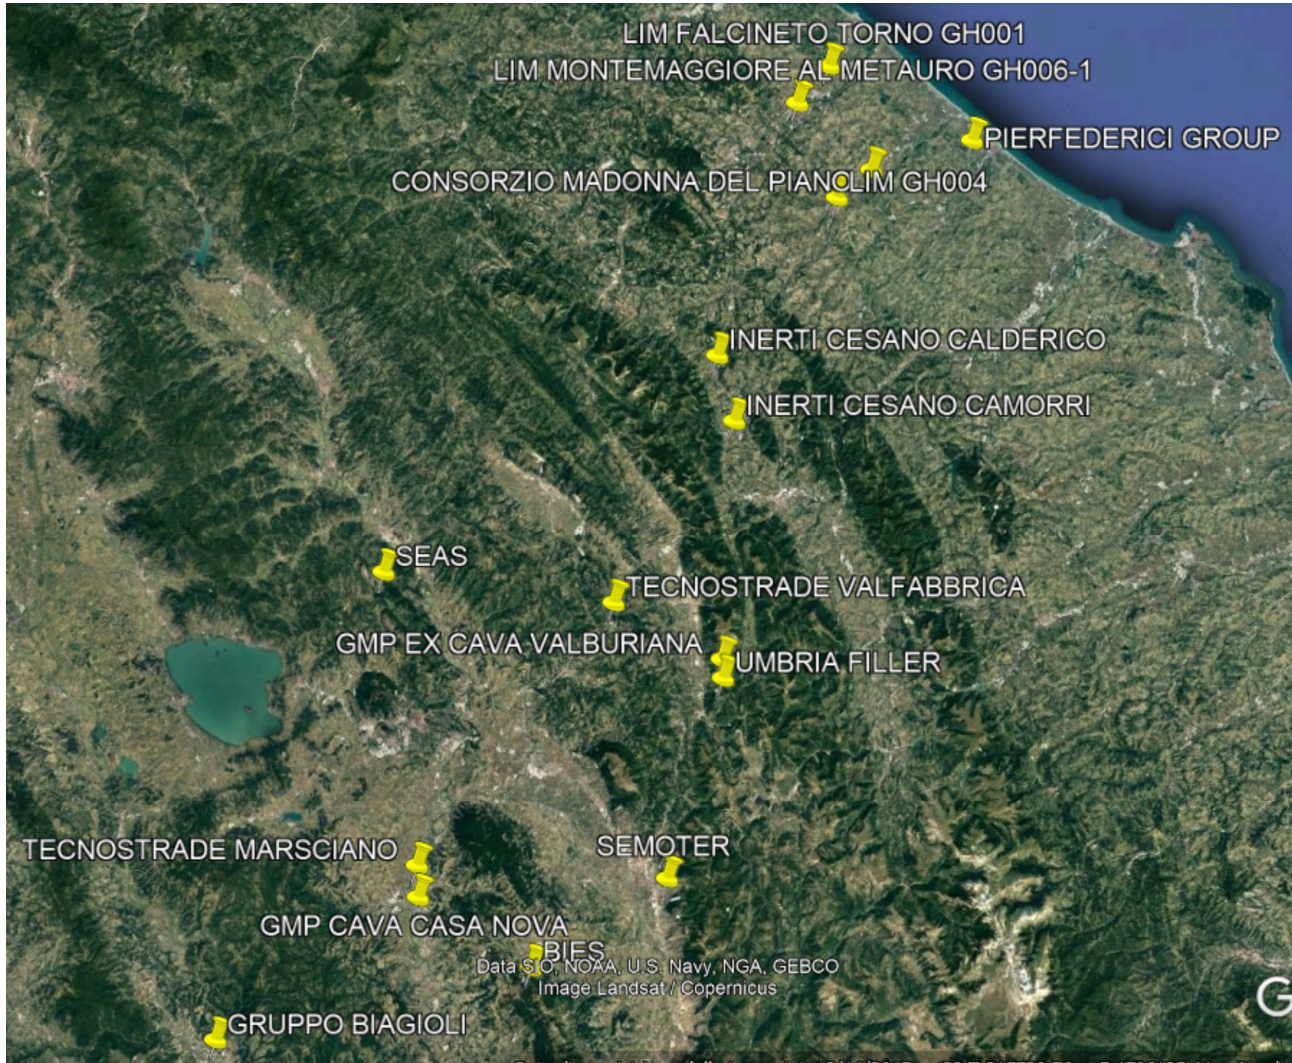 LIM FALCINETO TORNO GH001
LIM MONTEMAGGIORE AL METAURO GH006-1
PIERFEDERICI GROUP
CONSORZIO MADONNA DEL PIANO
LIM GH004
INERTI CESANO CALDERICO
INERTI CESANO CAMORRI
SEAS
TECNOSTRADE VALFABBRICA
GMP EX CAVA VALBURIANA
UMBRIA FILLER
TECNOSTRADE MARSCIANO
SEMOTER
GMP CAVA CASA NOVA
BIES
Data SIO, NOAA, U.S. Navy, NGA, GEBCO
Image Landsat / Copernicus
G
GRUPPO BIAGIOLI